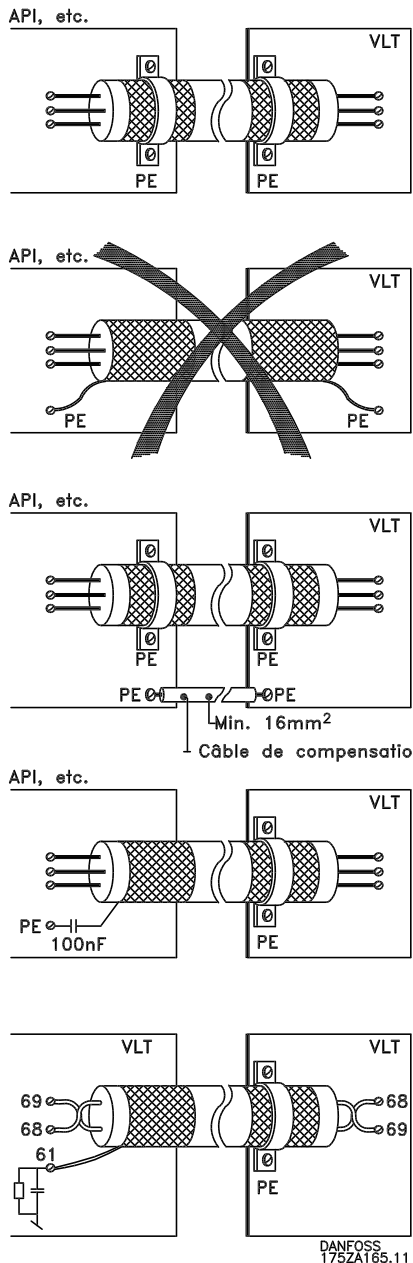 API, etc.
VLT
PE
PE
API, etc.
VLT
PE
PE
API, etc.
VLT
PE
PE
PE
PE
Min. 16mm²
Câble de compensatio
API, etc.
VLT
PE
100nF
PE
VLT
VLT
69
68
68
69
61
PE
DANFOSS
175ZA165.11